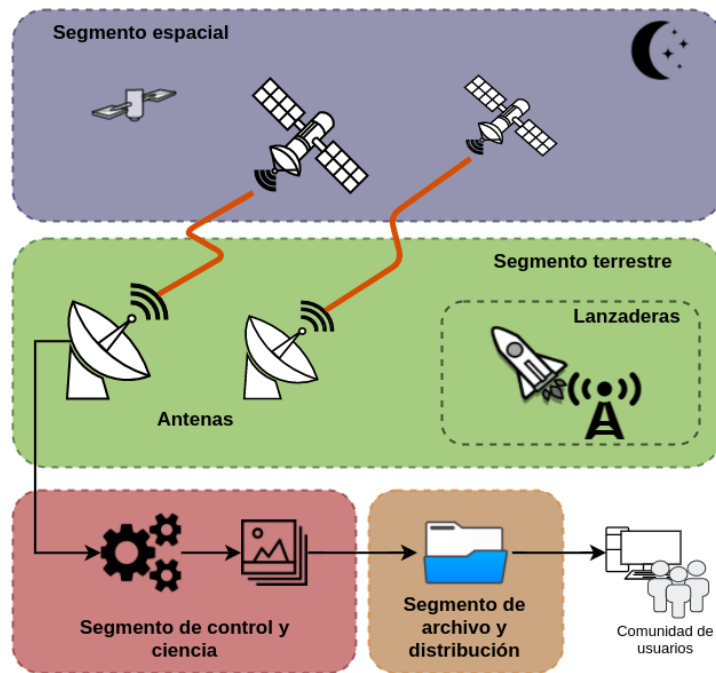 Segmento espacial
Segmento terrestre
Lanzaderas
Antenas
Segmento de control y
ciencia
Segmento de
archivo y
distribución
Comunidad de
usuarios